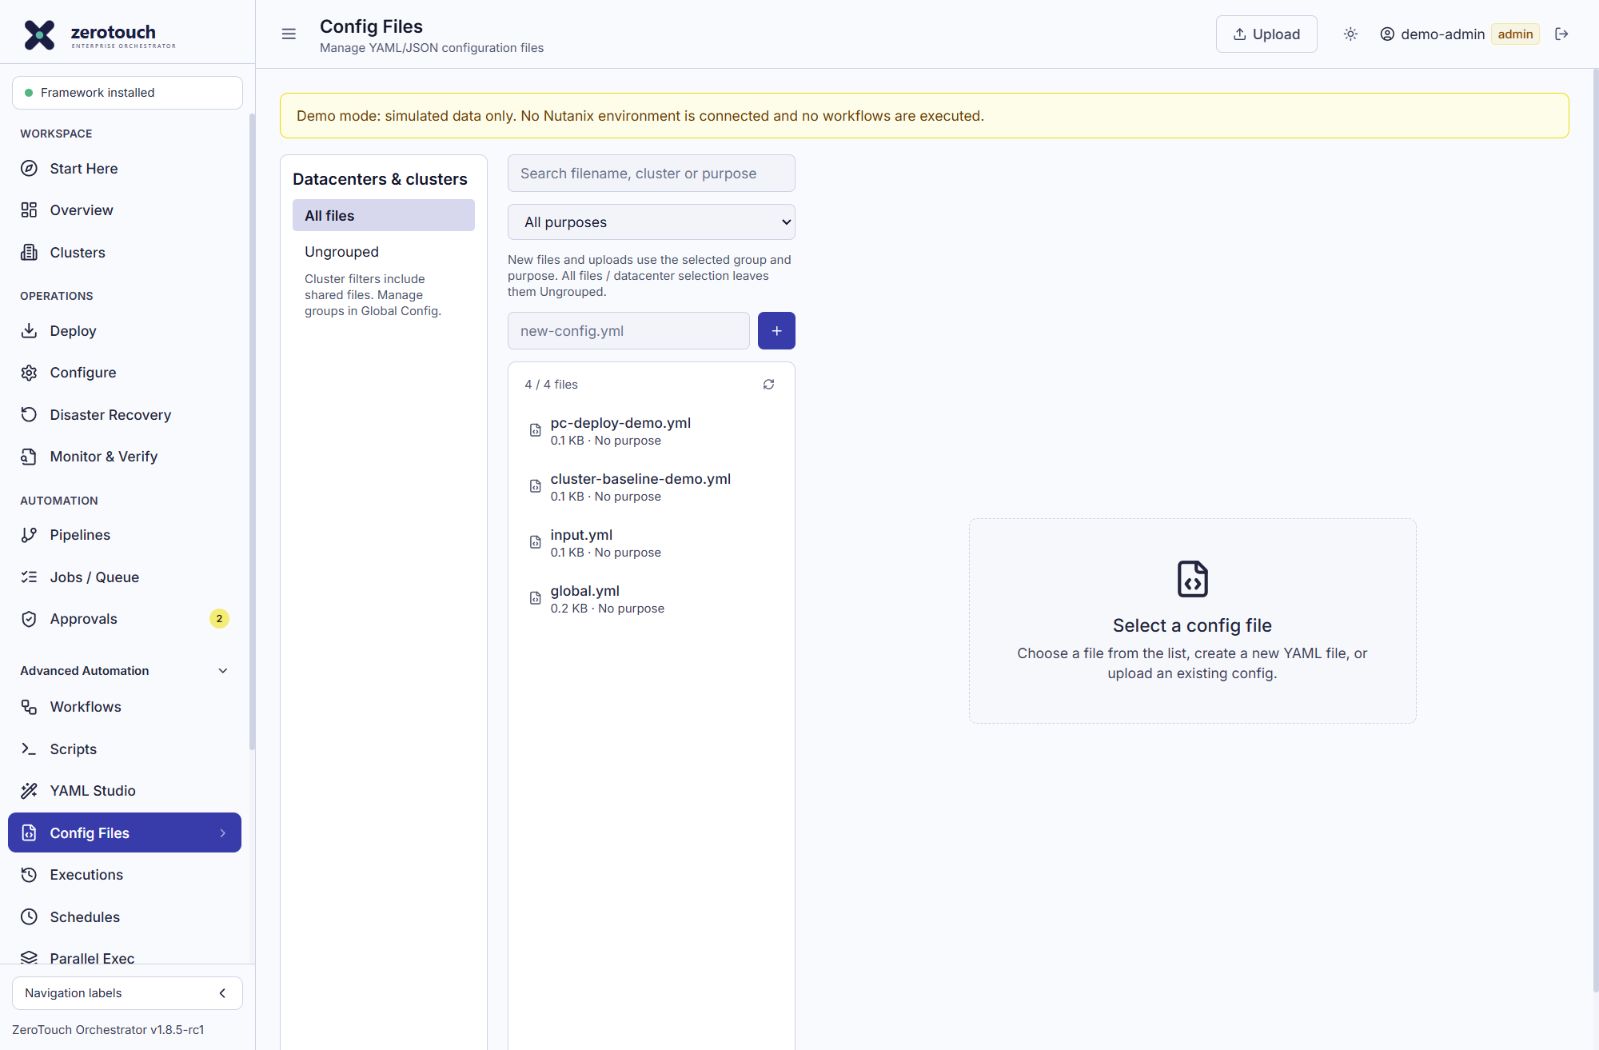 zerotouch
ENTERPRISE ORCHESTRATOR
Framework installed
WORKSPACE
Start Here
Overview
Clusters
OPERATIONS
Deploy
Configure
Disaster Recovery
Monitor & Verify
AUTOMATION
Pipelines
Jobs / Queue
Approvals
2
Advanced Automation
Workflows
Scripts
YAML Studio
Config Files
Executions
Schedules
Parallel Exec
Navigation labels
ZeroTouch Orchestrator v1.8.5-rc1
Config Files
Manage YAML/JSON configuration files
Upload
demo-admin
admin
Demo mode: simulated data only. No Nutanix environment is connected and no workflows are executed.
Datacenters & clusters
All files
Ungrouped
Cluster filters include
shared files. Manage
groups in Global Config.
Search filename, cluster or purpose
All purposes
New files and uploads use the selected group and
purpose. All files / datacenter selection leaves
them Ungrouped.
new-config.yml
+
4 / 4 files
pc-deploy-demo.yml
0.1 KB · No purpose
cluster-baseline-demo.yml
0.1 KB · No purpose
input.yml
0.1 KB · No purpose
global.yml
0.2 KB · No purpose
Select a config file
Choose a file from the list, create a new YAML file, or
upload an existing config.